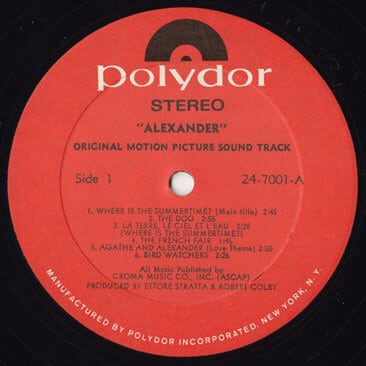 polydor
STEREO
"ALEXANDER"
ORIGINAL MOTION PICTURE SOUND TRACK
Side 1 24-7001-A
1. WHERE IS THE SUMMERTIME? (Main title) 2:45
2. THE DOG 2:55
3. LA TERRE, LE CIEL ET L'EAU 2:28
(WHERE IS THE SUMMERTIME?)
4. THE FRENCH FAIR 1:45
5. AGATHE AND ALEXANDER (Love Theme) 2:50
6. BIRD WATCHERS 2:26
All Music Published by
CROMA MUSIC CO., INC. (ASCAP)
PRODUCED BY ETTORE STRATTA & ROBERT COLBY
MANUFACTURED BY POLYDOR INCORPORATED. NEW YORK, N.Y.